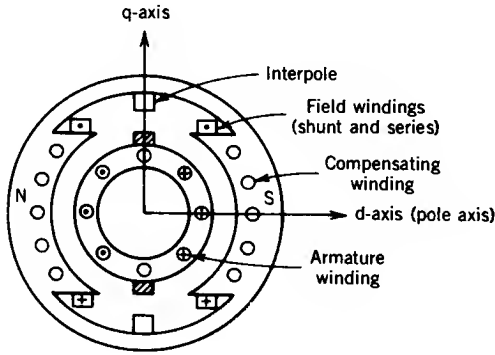 q-axis
Interpole
Field windings
(shunt and series)
Compensating
winding
N
S
d-axis (pole axis)
Armature
winding